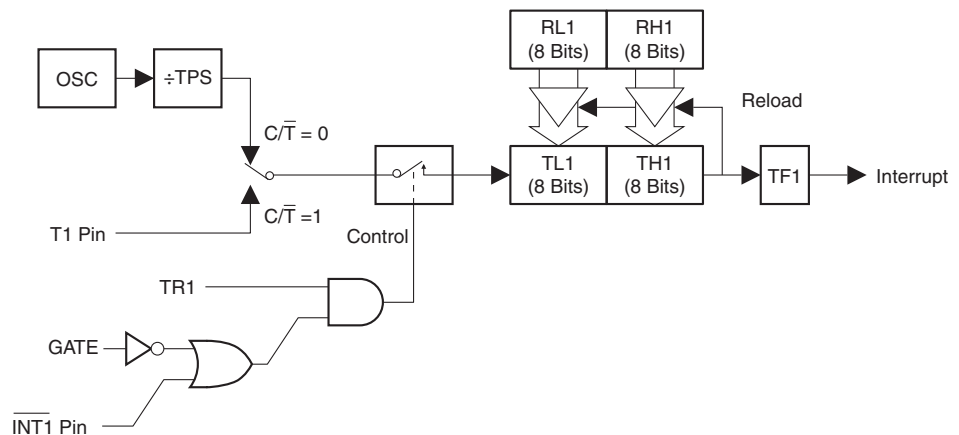 RL1
(8 Bits)
RH1
(8 Bits)
OSC
÷TPS
Reload
C/T̅ = 0
TL1
(8 Bits)
TH1
(8 Bits)
TF1
Interrupt
C/T̅ =1
T1 Pin
Control
TR1
GATE
I̅N̅T̅1̅ Pin